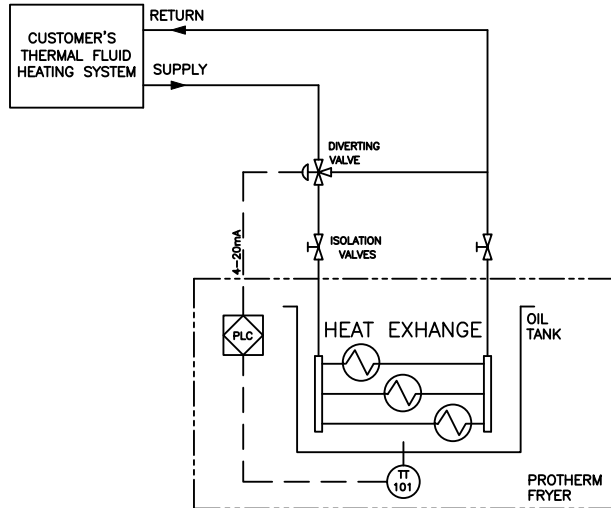 RETURN
CUSTOMER'S
THERMAL FLUID
HEATING SYSTEM
SUPPLY
DIVERTING
VALVE
4-20mA
ISOLATION
VALVES
PLC
HEAT EXHANGE
OIL
TANK
TT
101
PROTHERM
FRYER